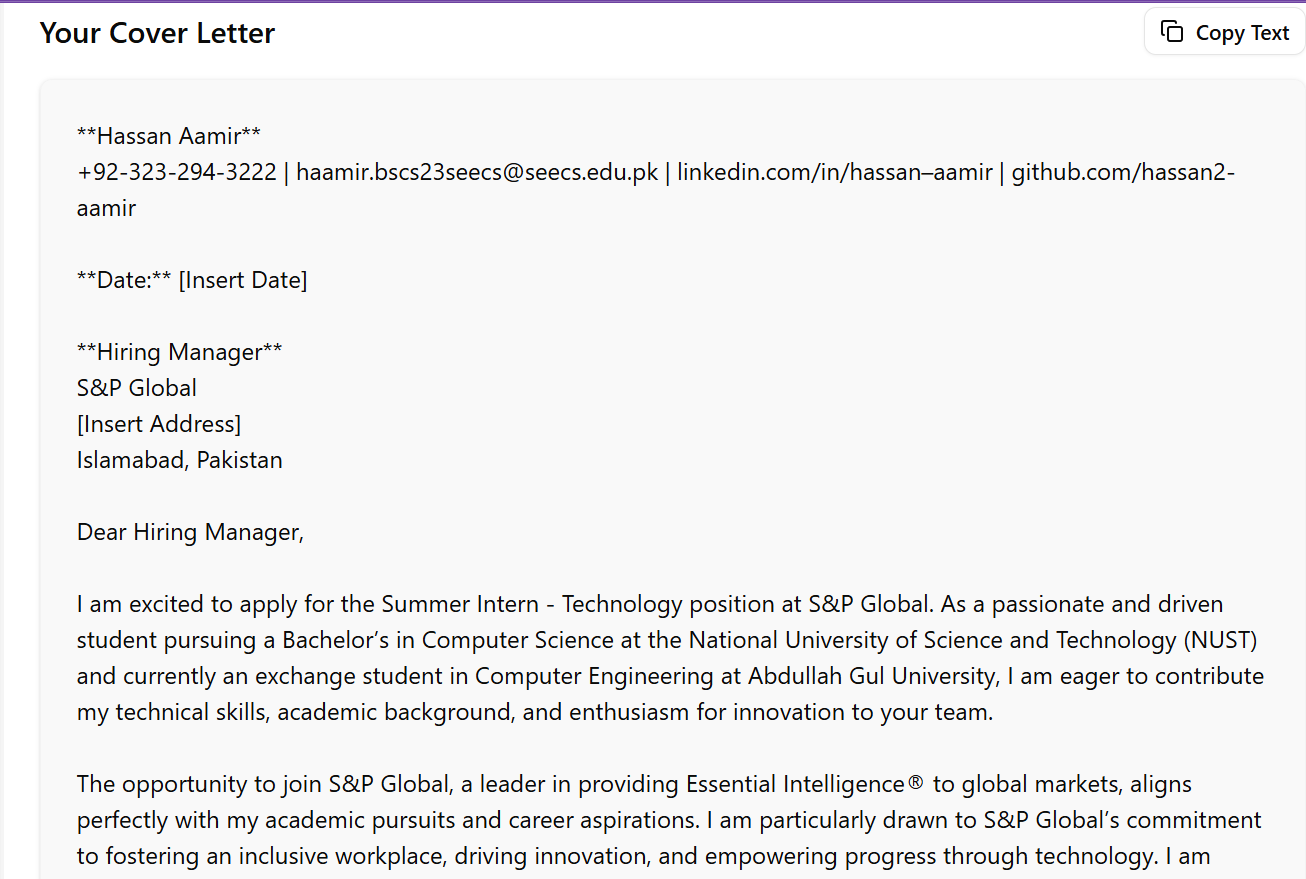 Your Cover Letter
Copy Text
**Hassan Aamir**
+92-323-294-3222 | haamir.bscs23seecs@seecs.edu.pk | linkedin.com/in/hassan–aamir | github.com/hassan2-
aamir
**Date:** [Insert Date]
**Hiring Manager**
S&P Global
[Insert Address]
Islamabad, Pakistan
Dear Hiring Manager,
I am excited to apply for the Summer Intern - Technology position at S&P Global. As a passionate and driven
student pursuing a Bachelor’s in Computer Science at the National University of Science and Technology (NUST)
and currently an exchange student in Computer Engineering at Abdullah Gul University, I am eager to contribute
my technical skills, academic background, and enthusiasm for innovation to your team.
The opportunity to join S&P Global, a leader in providing Essential Intelligence® to global markets, aligns
perfectly with my academic pursuits and career aspirations. I am particularly drawn to S&P Global’s commitment
to fostering an inclusive workplace, driving innovation, and empowering progress through technology. I am